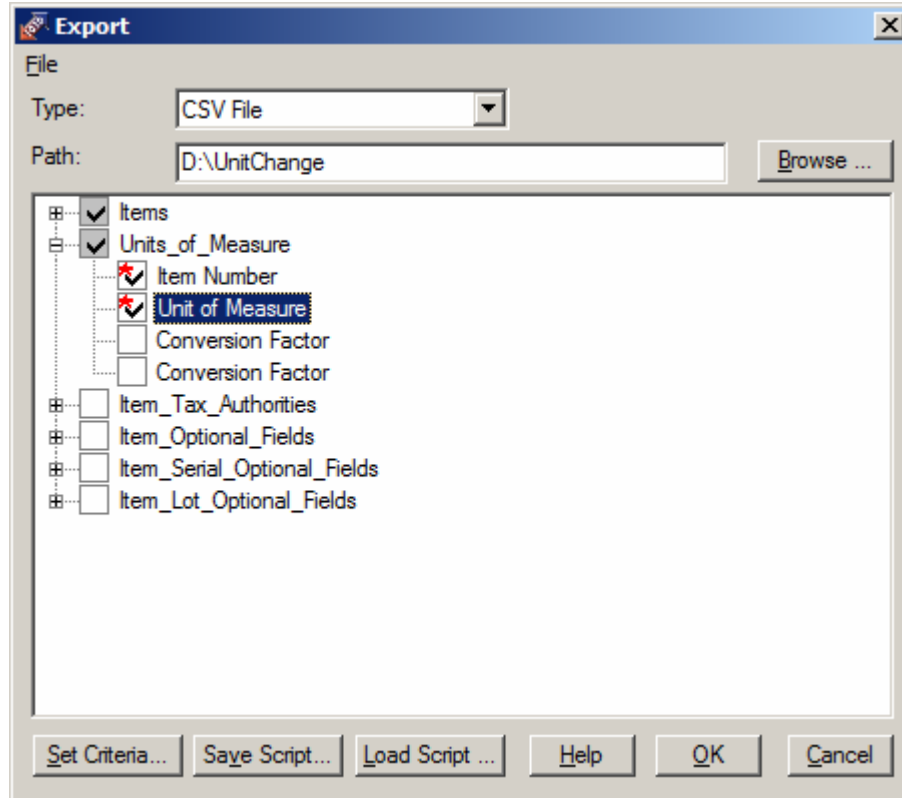 Export
File
Type: CSV File
Path: D:\UnitChange Browse ...
Items
Units_of_Measure
Item Number
Unit of Measure
Conversion Factor
Conversion Factor
Item_Tax_Authorities
Item_Optional_Fields
Item_Serial_Optional_Fields
Item_Lot_Optional_Fields
Set Criteria... Save Script... Load Script ... Help OK Cancel